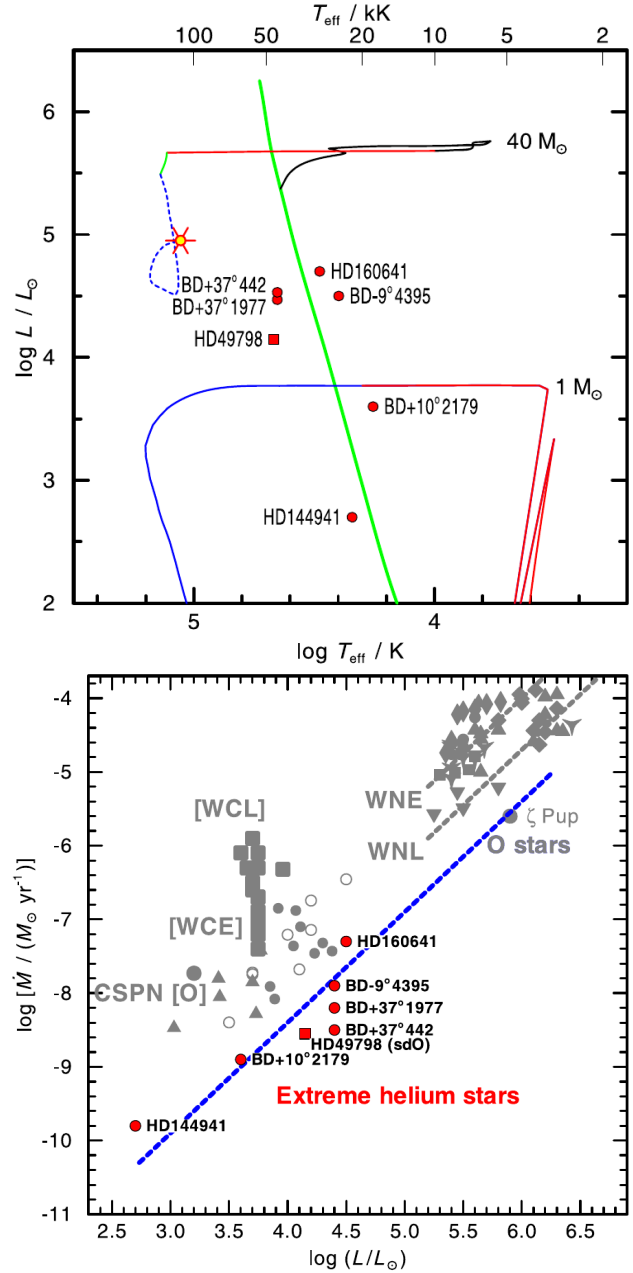 T_eff / kK
100 50 20 10 5 2
log L / L⊙
6
5
4
3
2
40 M⊙
HD160641
BD+37°442
BD-9°4395
BD+37°1977
HD49798
1 M⊙
BD+10°2179
HD144941
5 4
log T_eff / K
log [Ṁ / (M⊙ yr⁻¹)]
-4
-5
-6
-7
-8
-9
-10
-11
WNE
ζ Pup
WNL
O stars
[WCL]
[WCE]
HD160641
CSPN [O]
BD-9°4395
BD+37°1977
BD+37°442
HD49798 (sdO)
BD+10°2179
Extreme helium stars
HD144941
2.5 3.0 3.5 4.0 4.5 5.0 5.5 6.0 6.5
log (L/L⊙)